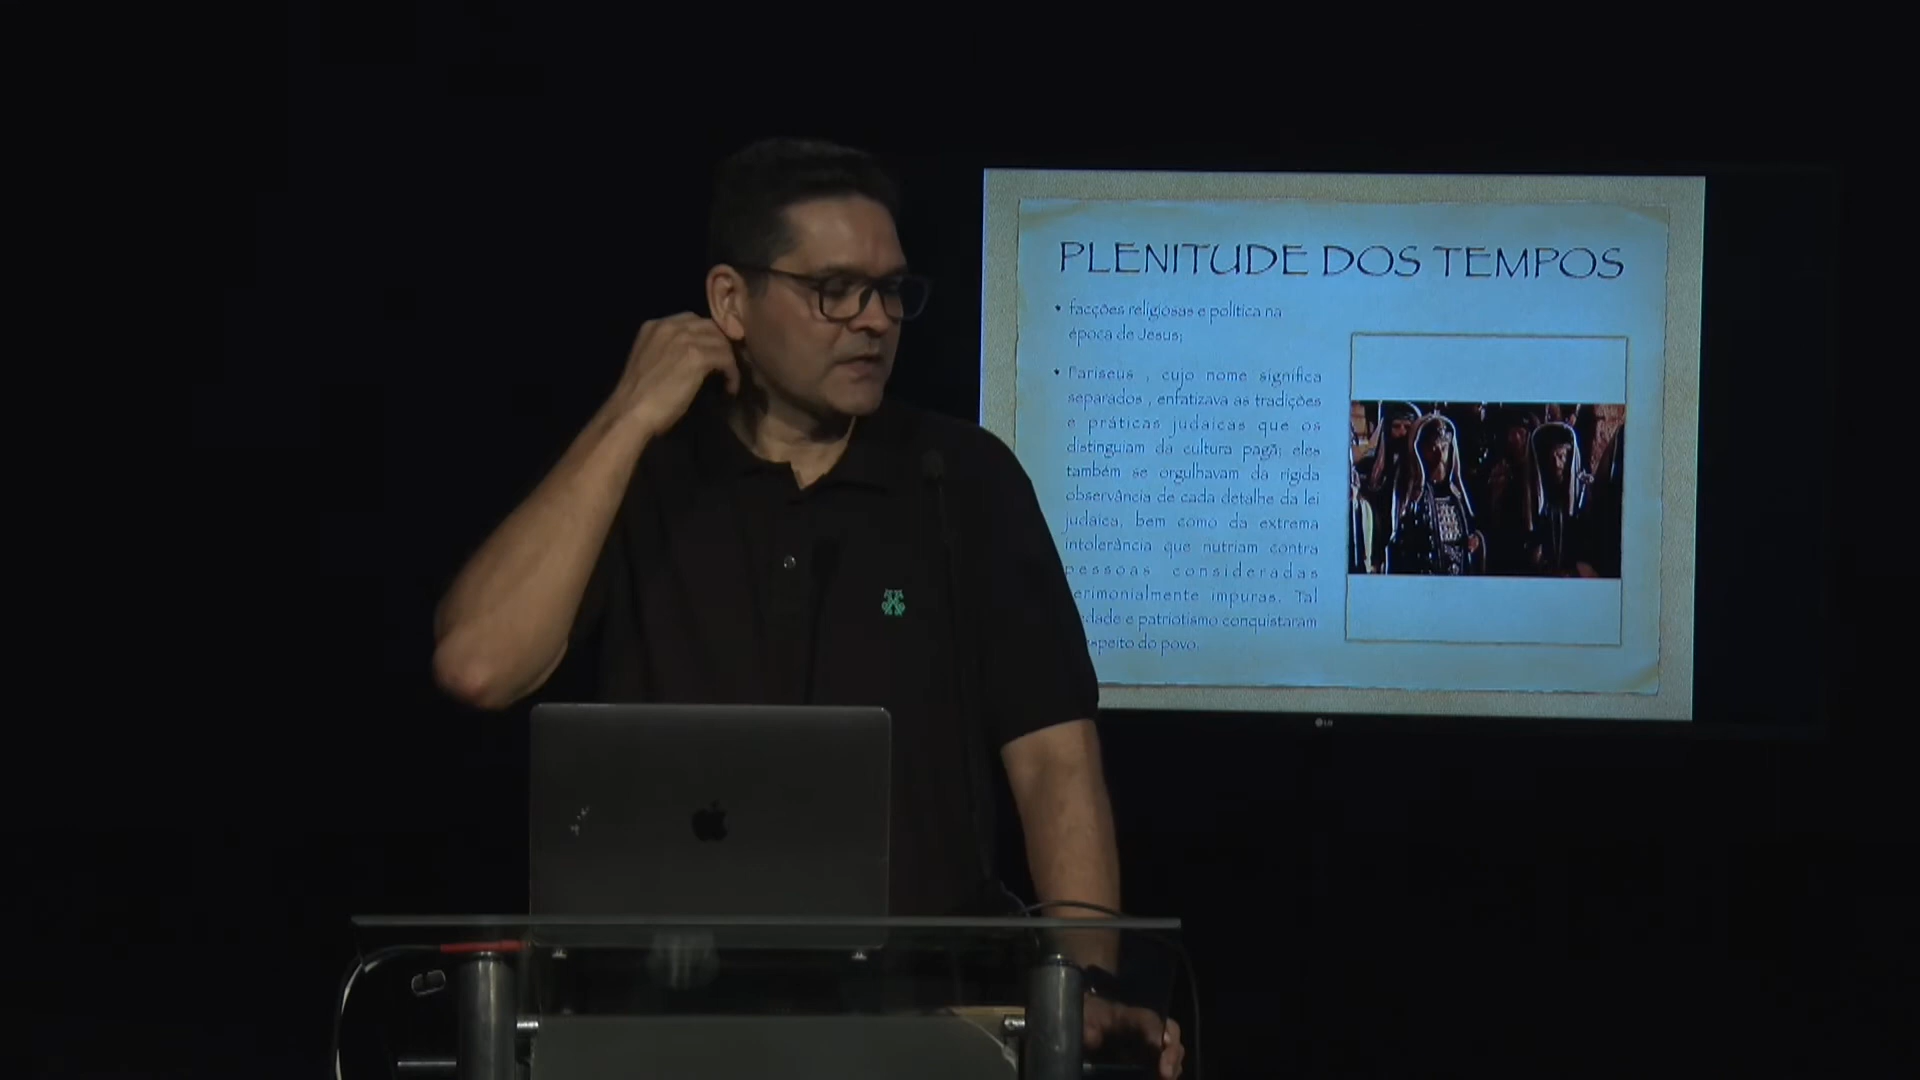 PLENITUDE DOS TEMPOS
• facções religiosas e política na
época de Jesus;
• Fariseus , cujo nome significa
separados , enfatizava as tradições
e práticas judaicas que os
distinguiam da cultura pagã; eles
também se orgulhavam da rígida
observância de cada detalhe da lei
judaica, bem como da extrema
intolerância que nutriam contra
pessoas consideradas
erimonialmente impuras. Tal
dade e patriotismo conquistaram
speito do povo.
LG